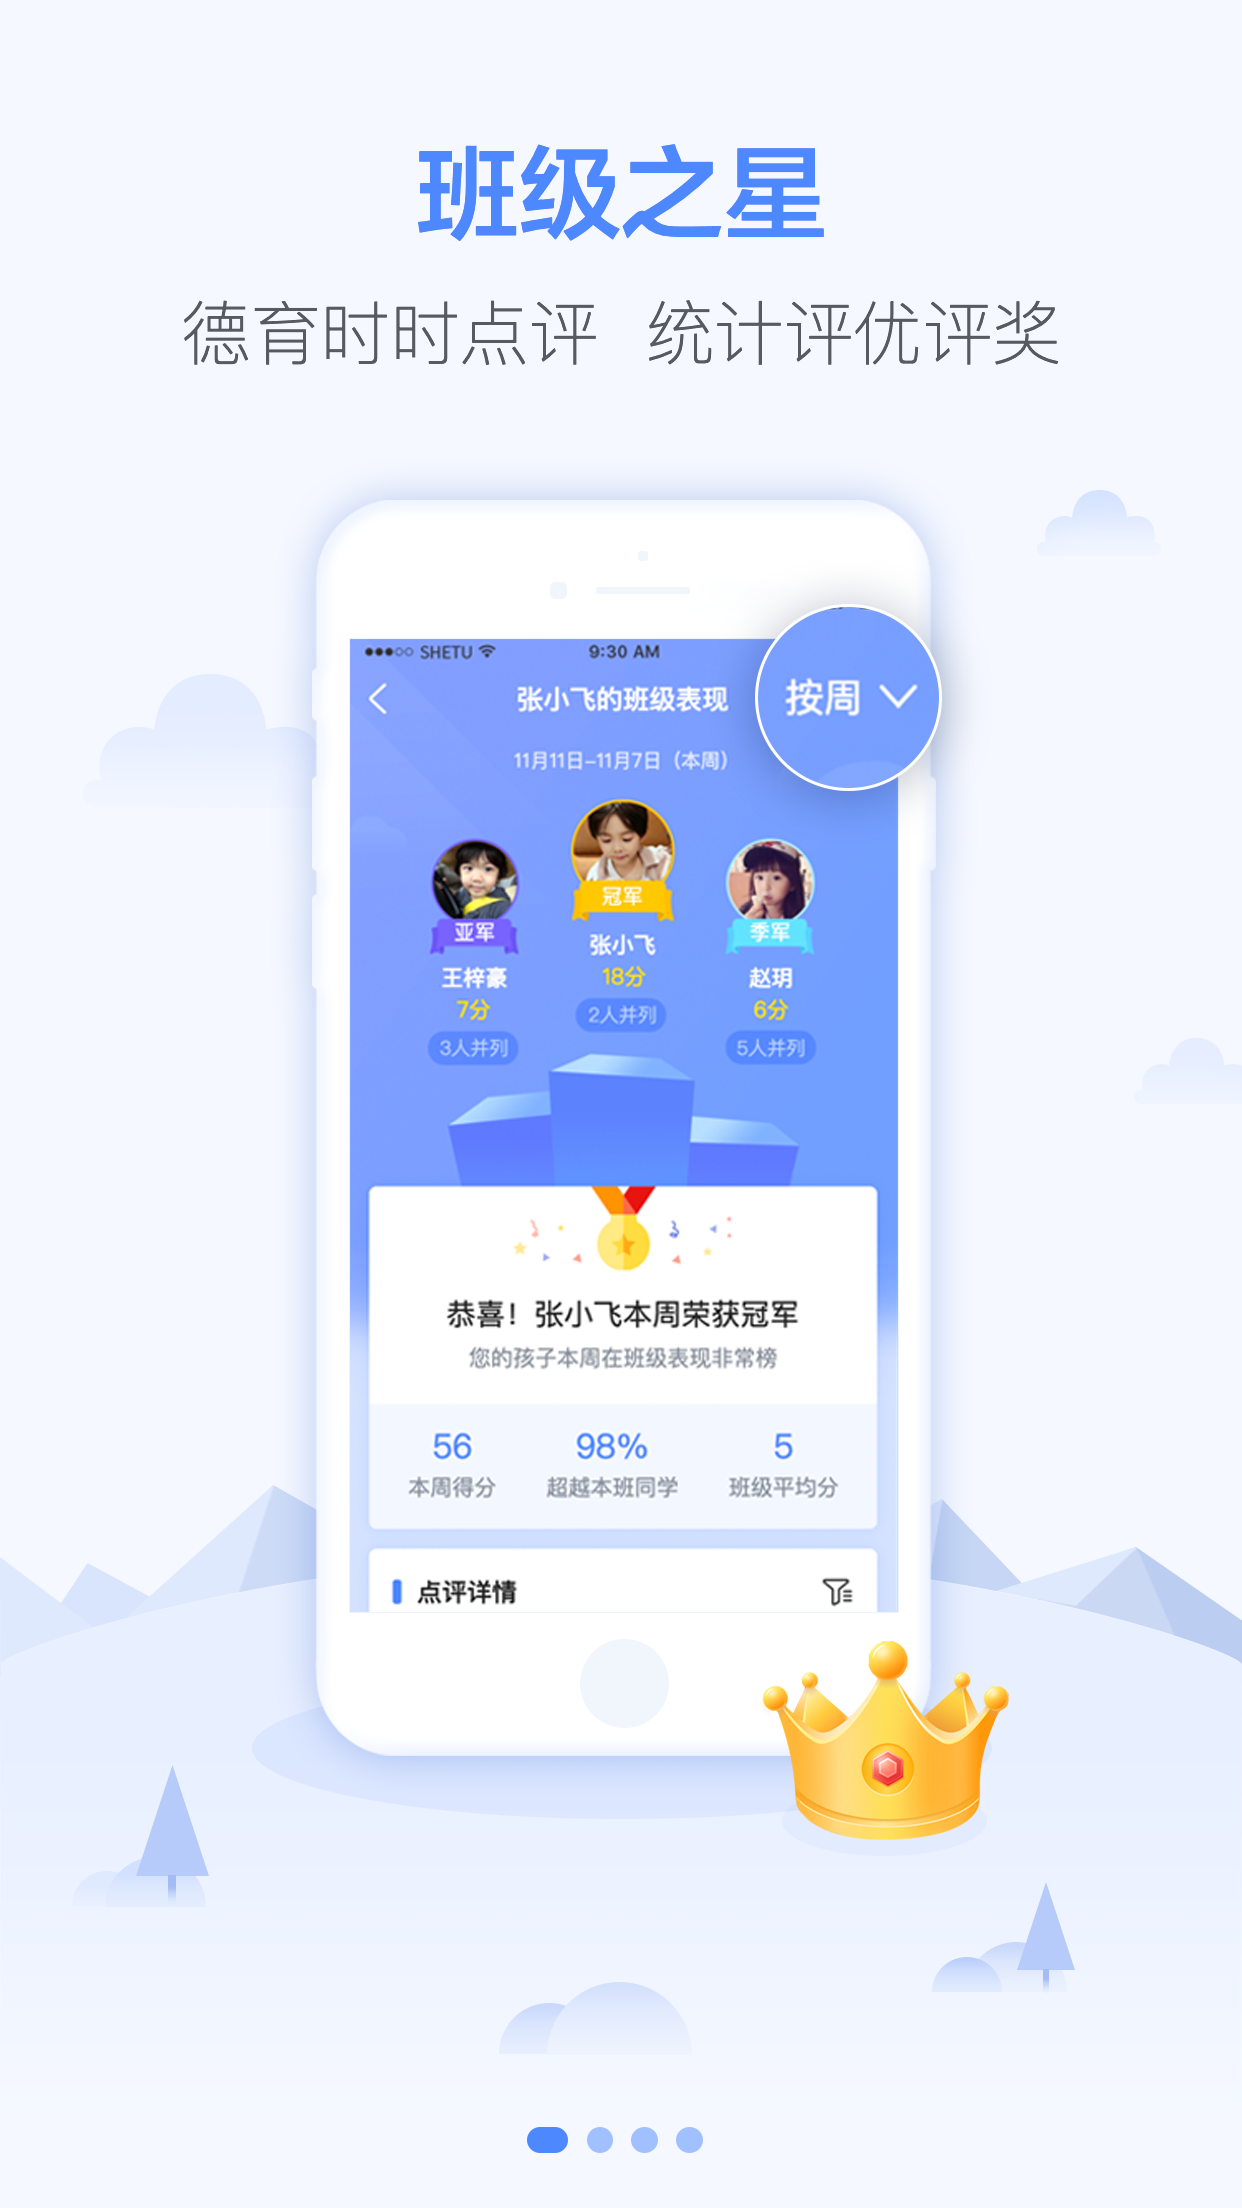 班级之星
德育时时点评 统计评优评奖
SHETU 9:30 AM
张小飞的班级表现
按周
11月11日-11月7日（本周）
冠军
亚军
季军
张小飞
王梓豪
赵玥
18分
7分
6分
2人并列
3人并列
5人并列
恭喜！张小飞本周荣获冠军
您的孩子本周在班级表现非常榜
56 98% 5
本周得分 超越本班同学 班级平均分
点评详情